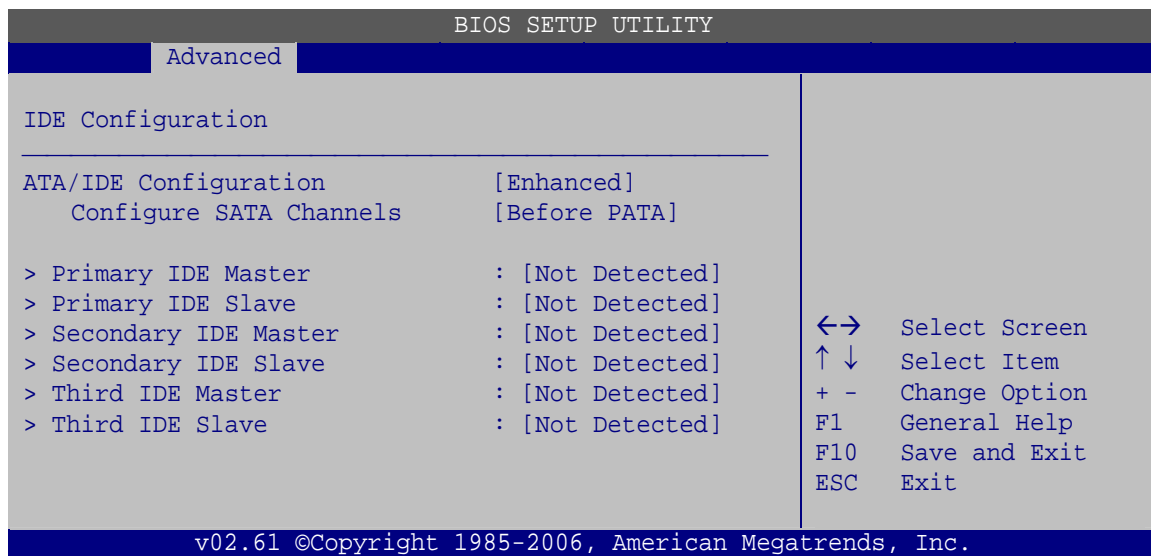 BIOS SETUP UTILITY
Advanced
IDE Configuration
ATA/IDE Configuration [Enhanced]
Configure SATA Channels [Before PATA]
> Primary IDE Master : [Not Detected]
> Primary IDE Slave : [Not Detected]
> Secondary IDE Master : [Not Detected]
> Secondary IDE Slave : [Not Detected]
> Third IDE Master : [Not Detected]
> Third IDE Slave : [Not Detected]
←→ Select Screen
↑ ↓ Select Item
+ - Change Option
F1 General Help
F10 Save and Exit
ESC Exit
v02.61 ©Copyright 1985-2006, American Megatrends, Inc.